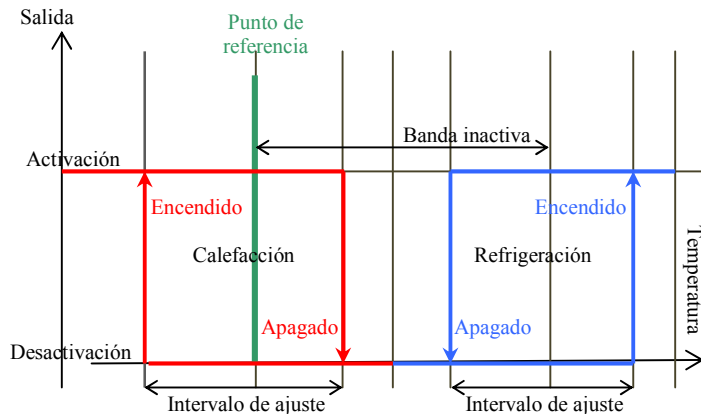 Salida
Punto de
referencia
Banda inactiva
Activación
Encendido
Encendido
Calefacción
Refrigeración
Temperatura
Apagado
Apagado
Desactivación
Intervalo de ajuste
Intervalo de ajuste